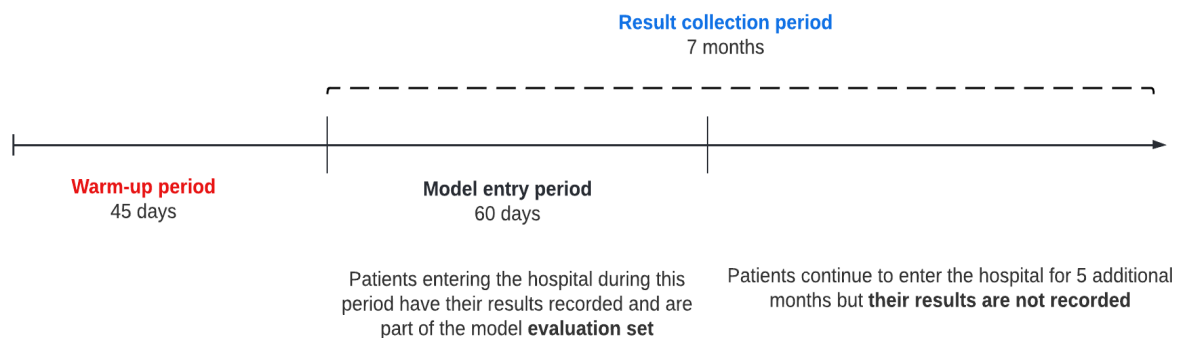 Result collection period
7 months
Warm-up period
45 days
Model entry period
60 days
Patients entering the hospital during this
period have their results recorded and are
part of the model evaluation set
Patients continue to enter the hospital for 5 additional
months but their results are not recorded